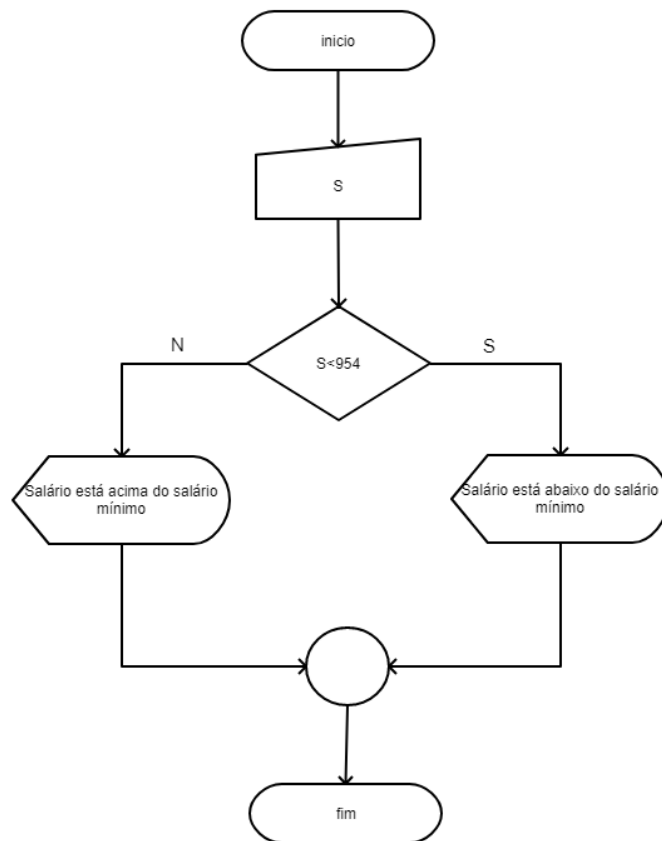 inicio
S
S<954
N
S
Salário está acima do salário
mínimo
Salário está abaixo do salário
mínimo
fim